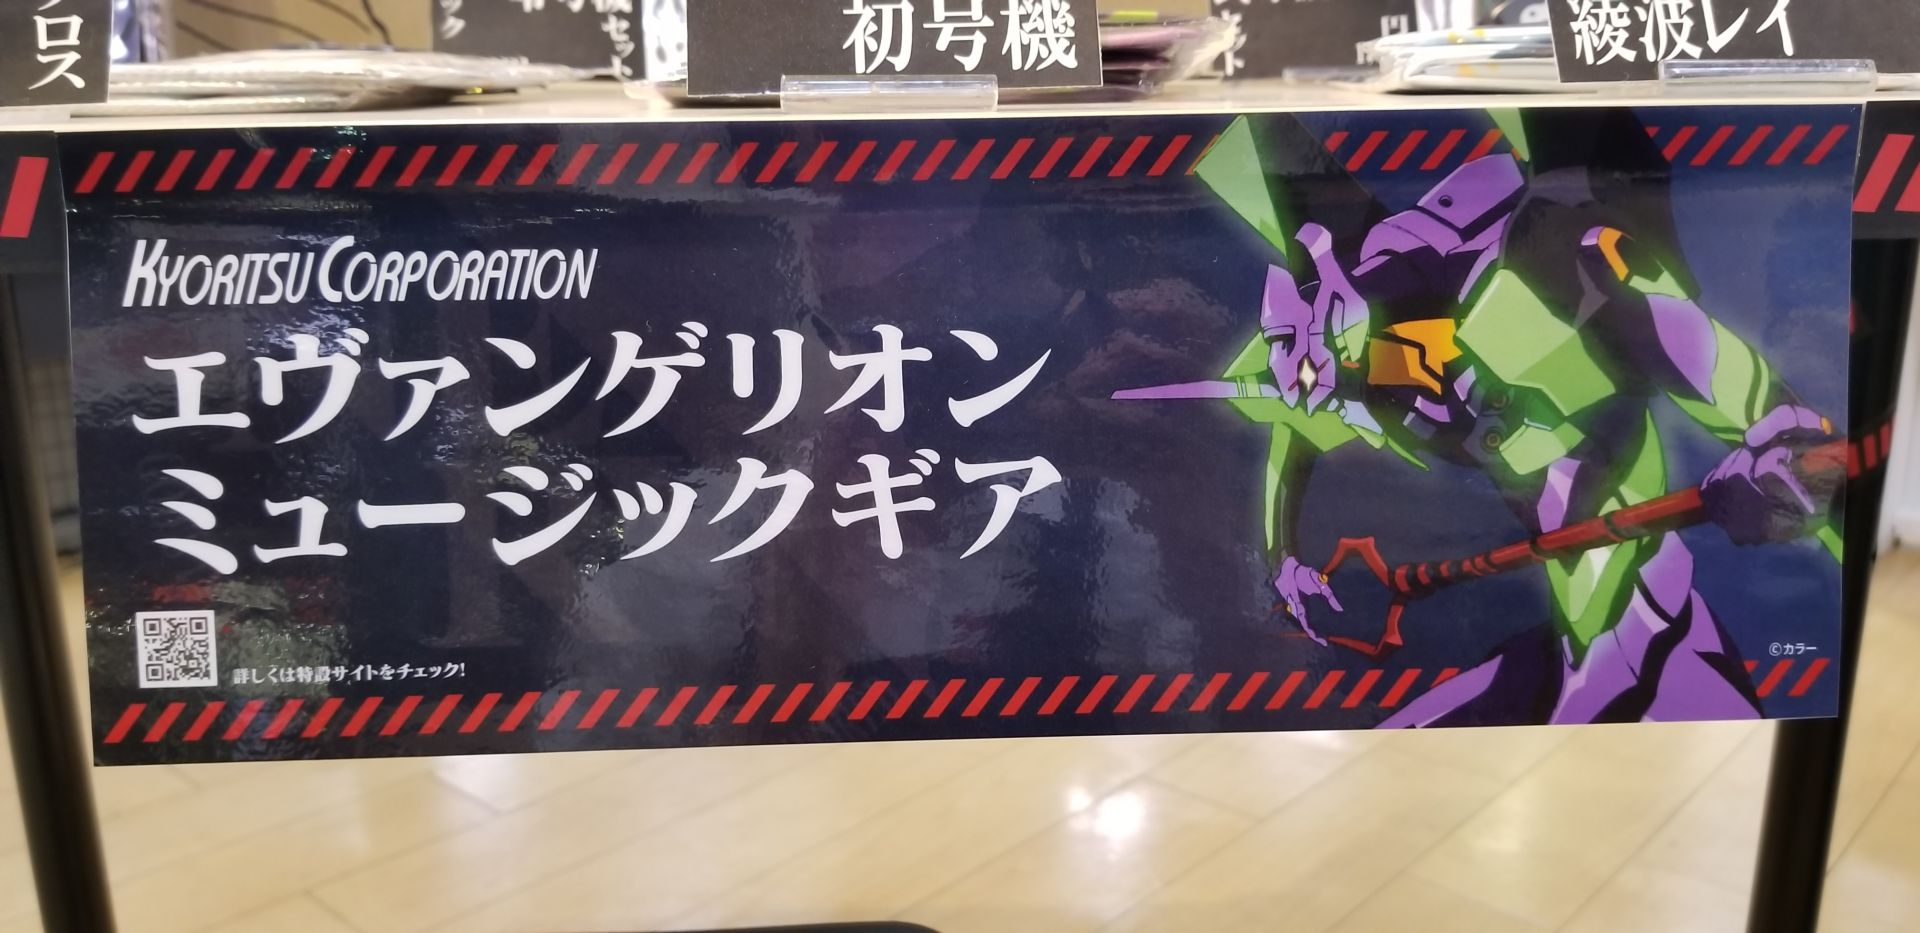 ロス
初号機
綾波レイ
KYORITSU CORPORATION
エヴァンゲリオン
ミュージックギア
詳しくは特設サイトをチェック!
©カラー